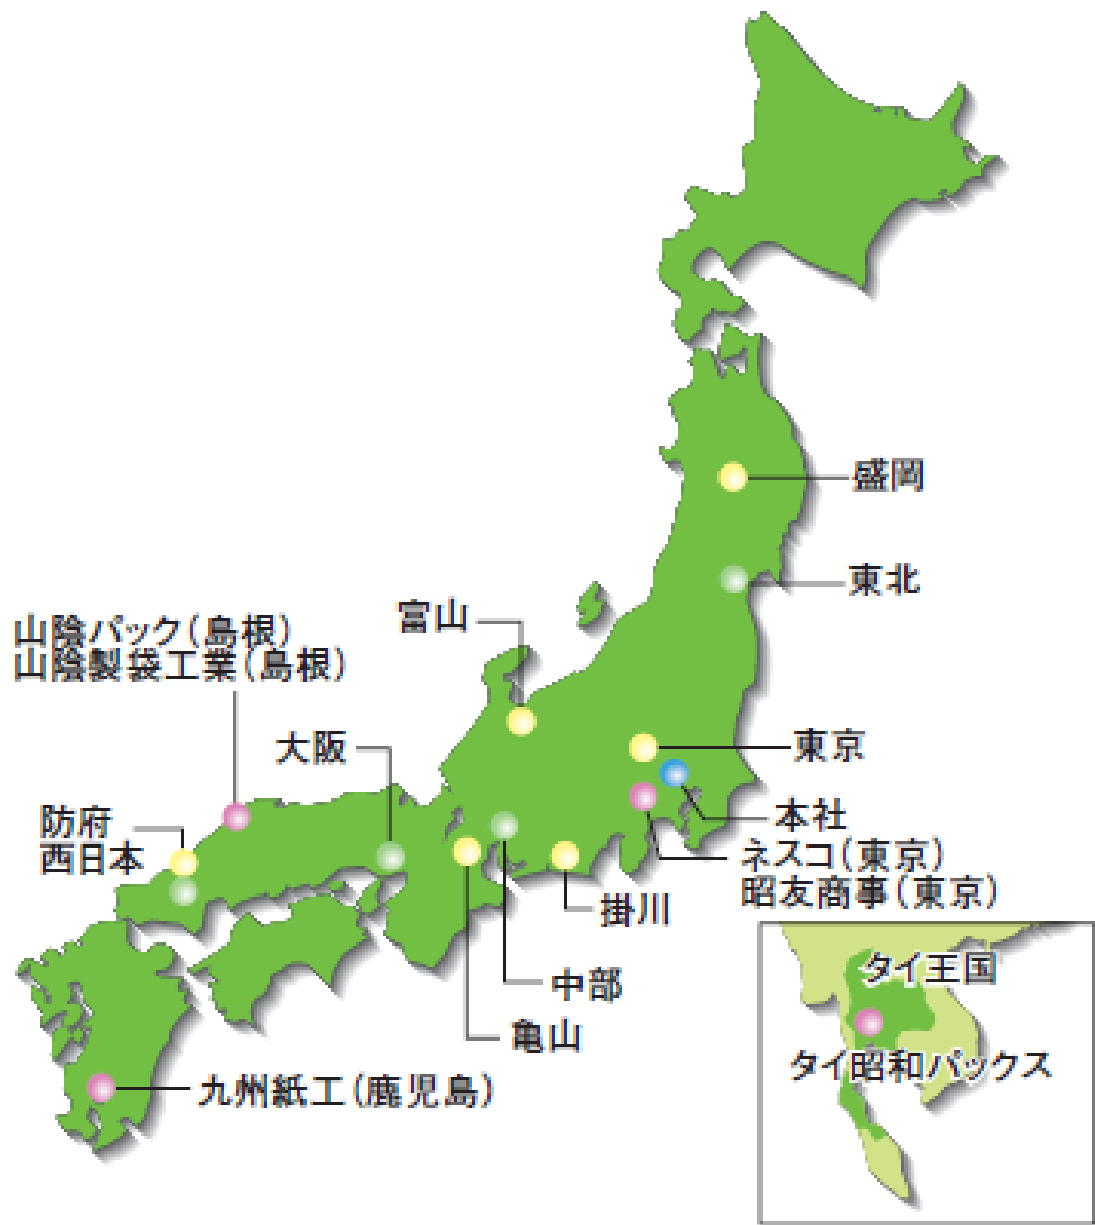 盛岡
東北
富山
山陰パック(島根)
山陰製袋工業(島根)
大阪
東京
防府
西日本
本社
ネスコ(東京)
昭友商事(東京)
掛川
中部
亀山
九州紙工(鹿児島)
タイ王国
タイ昭和パックス